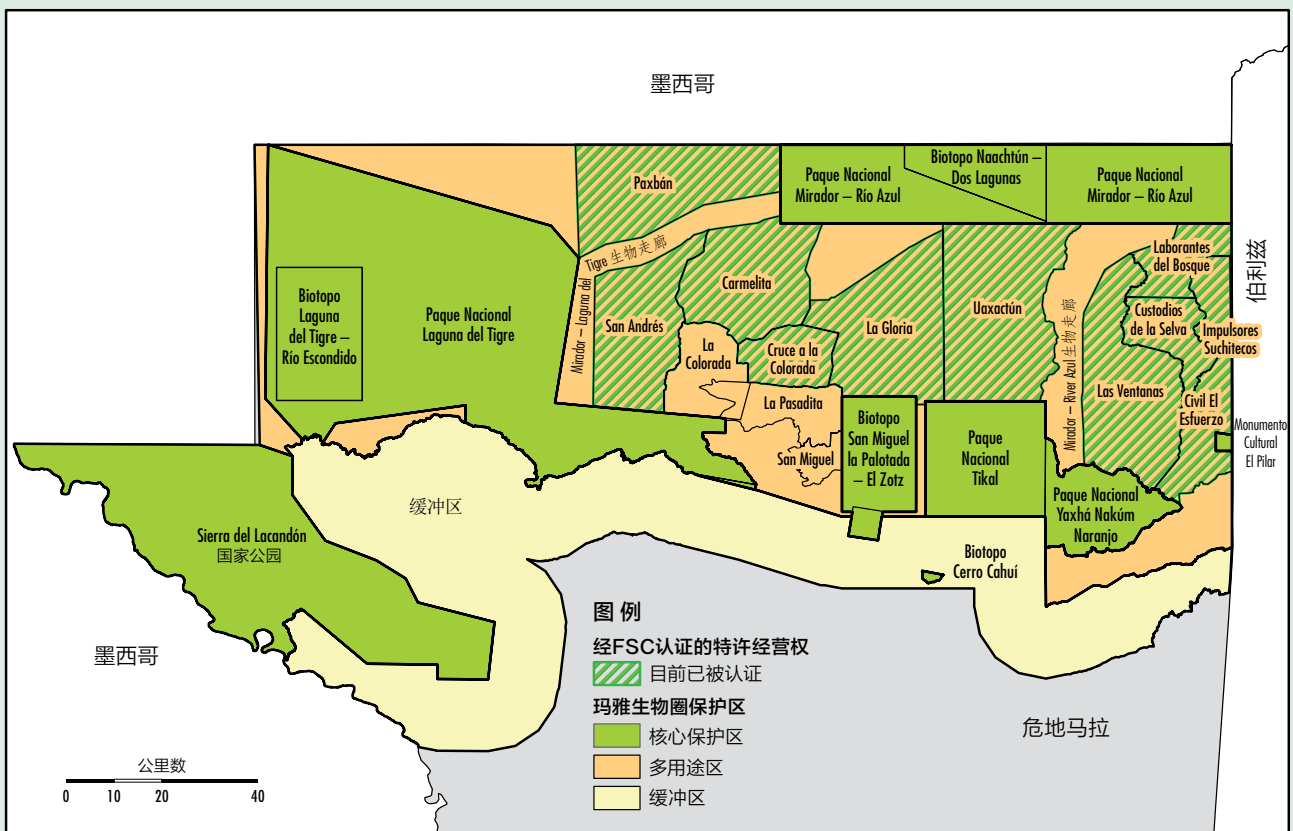 墨西哥
Paxbán
Paque Nacional
Mirador – Río Azul
Biotopo Naachtún –
Dos Lagunas
Paque Nacional
Mirador – Río Azul
Mirador – Laguna del
Tigre 生物走廊
Carmelita
Laborantes
del Bosque
伯利兹
Biotopo
Laguna
del Tigre –
Río Escondido
Paque Nacional
Laguna del Tigre
San Andrés
La
Colorada
Cruce a la
Colorada
La Gloria
Uaxactún
Mirador – River Azul 生物走廊
Custodios
de la Selva
Impulsores
Suchitecos
La Pasadita
San Miguel
Biotopo
San Miguel
la Palotada
– El Zotz
Paque
Nacional
Tikal
Las Ventanas
Civil El
Esfuerzo
Monumento
Cultural
El Pilar
Paque Nacional
Yaxhá Nakúm
Naranjo
缓冲区
Sierra del Lacandón
国家公园
Biotopo
Cerro Cahuí
墨西哥
危地马拉
图 例
经FSC认证的特许经营权
目前已被认证
玛雅生物圈保护区
核心保护区
多用途区
缓冲区
公里数
0 10 20 40